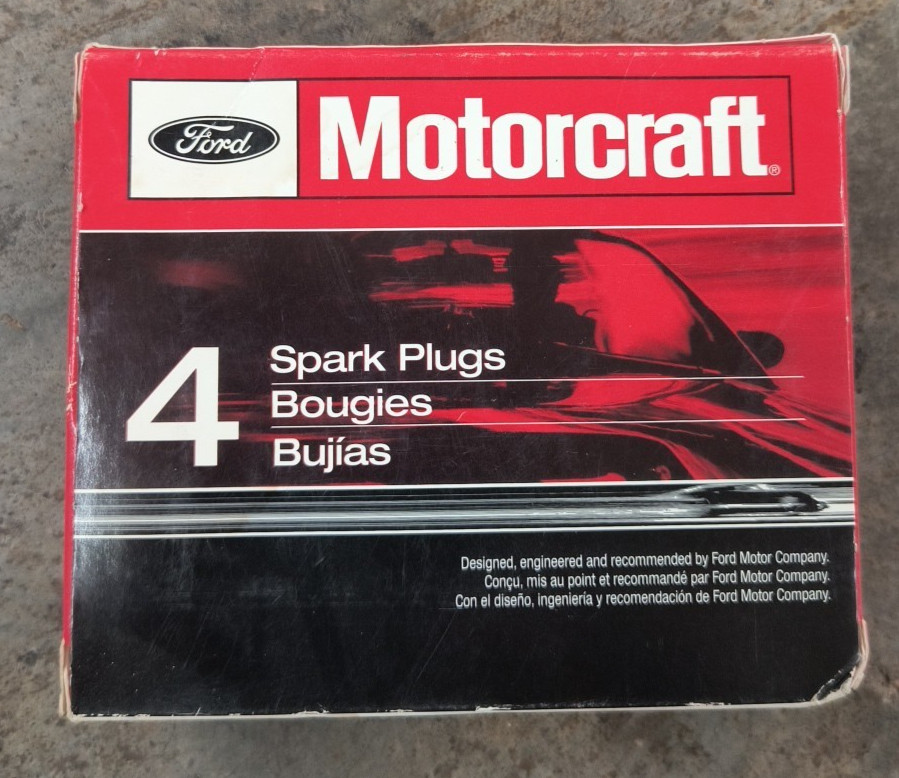 Ford
Motorcraft®
4
Spark Plugs
Bougies
Bujías
Designed, engineered and recommended by Ford Motor Company.
Conçu, mis au point et recommandé par Ford Motor Company.
Con el diseño, ingeniería y recomendación de Ford Motor Company.